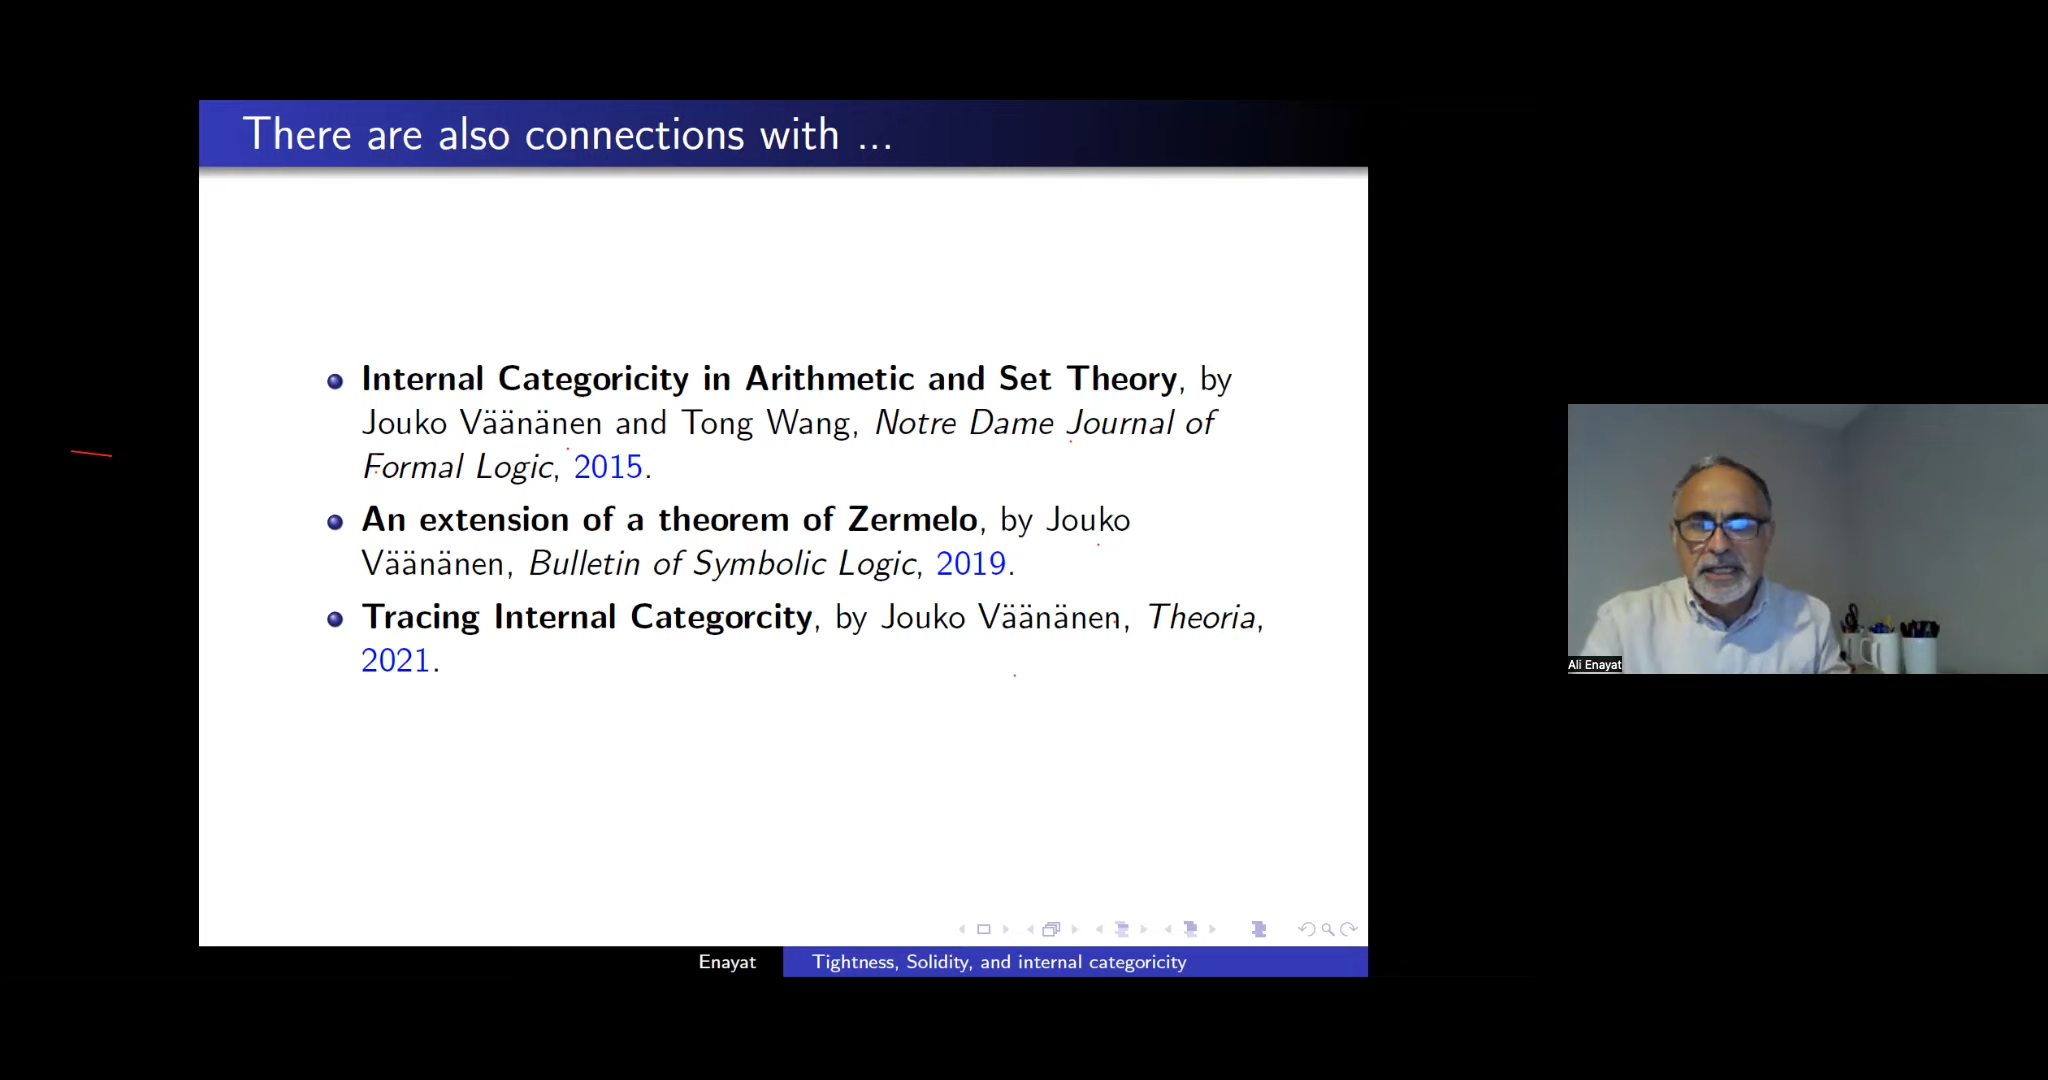 There are also connections with ...
Internal Categoricity in Arithmetic and Set Theory, by
Jouko Väänänen and Tong Wang, Notre Dame Journal of
Formal Logic, 2015.
An extension of a theorem of Zermelo, by Jouko
Väänänen, Bulletin of Symbolic Logic, 2019.
Tracing Internal Categorcity, by Jouko Väänänen, Theoria,
2021.
Ali Enayat
Enayat
Tightness, Solidity, and internal categoricity